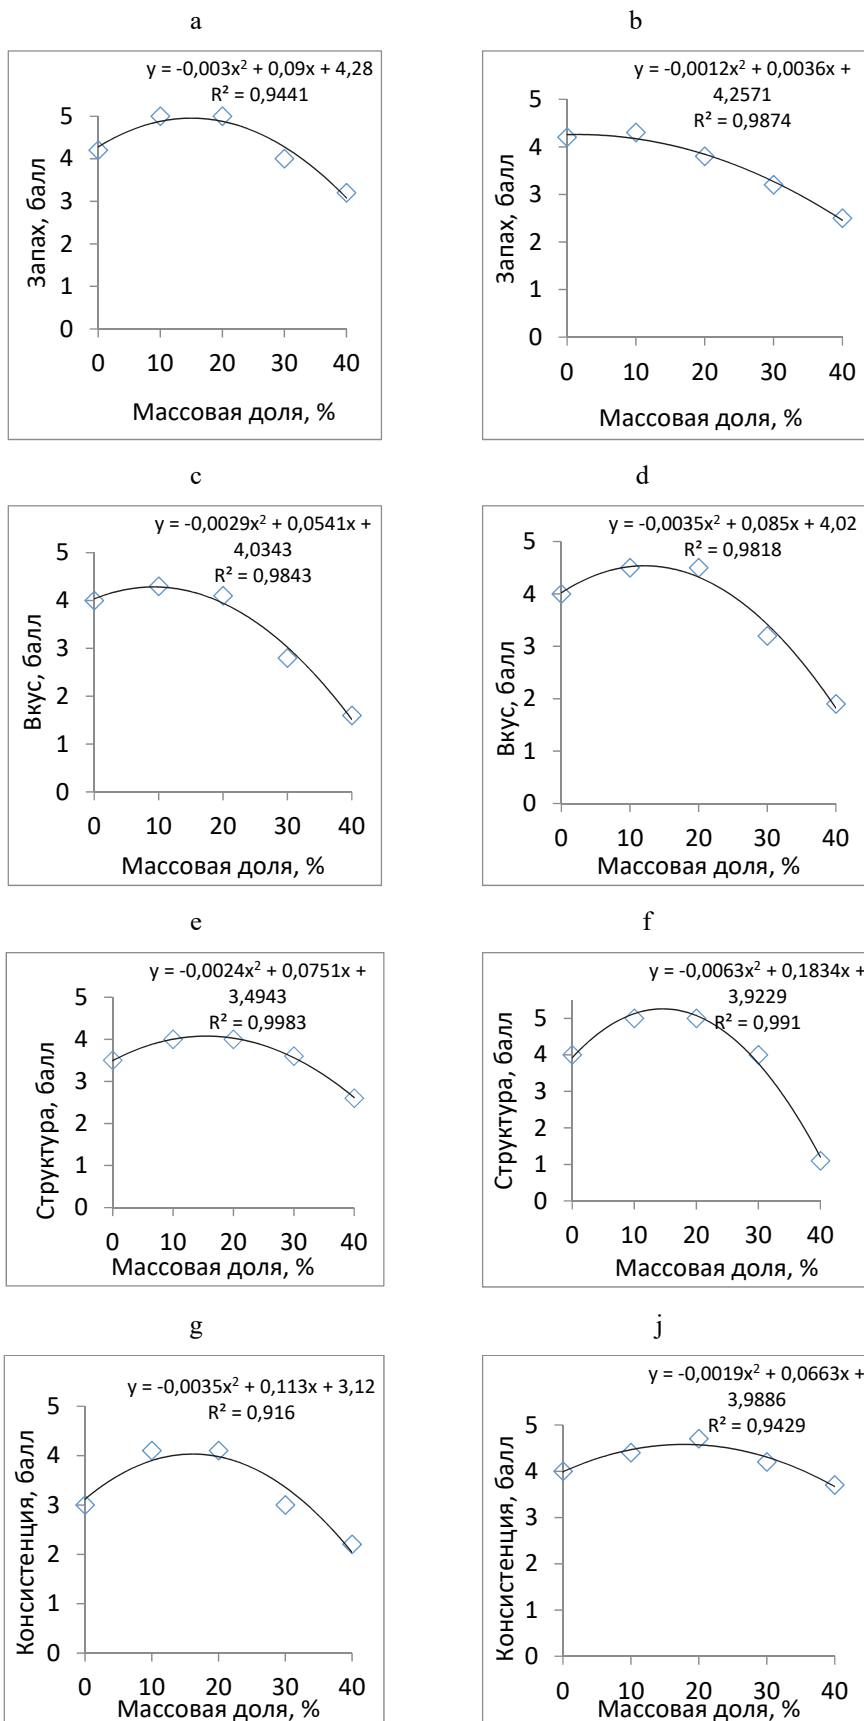 a
y = -0,003x² + 0,09x + 4,28
R² = 0,9441
5
4
3
2
1
0
Запах, балл
0 10 20 30 40
Массовая доля, %
b
y = -0,0012x² + 0,0036x +
4,2571
R² = 0,9874
5
4
3
2
1
0
Запах, балл
0 10 20 30 40
Массовая доля, %
c
y = -0,0029x² + 0,0541x +
4,0343
R² = 0,9843
5
4
3
2
1
0
Вкус, балл
0 10 20 30 40
Массовая доля, %
d
y = -0,0035x² + 0,085x + 4,02
R² = 0,9818
5
4
3
2
1
0
Вкус, балл
0 10 20 30 40
Массовая доля, %
e
y = -0,0024x² + 0,0751x +
3,4943
R² = 0,9983
5
4
3
2
1
0
Структура, балл
0 10 20 30 40
Массовая доля, %
f
y = -0,0063x² + 0,1834x +
3,9229
R² = 0,991
5
4
3
2
1
0
Структура, балл
0 10 20 30 40
Массовая доля, %
g
y = -0,0035x² + 0,113x + 3,12
R² = 0,916
5
4
3
2
1
0
Консистенция, балл
0 10 20 30 40
Массовая доля, %
j
y = -0,0019x² + 0,0663x +
3,9886
R² = 0,9429
5
4
3
2
1
0
Консистенция, балл
0 10 20 30 40
Массовая доля, %